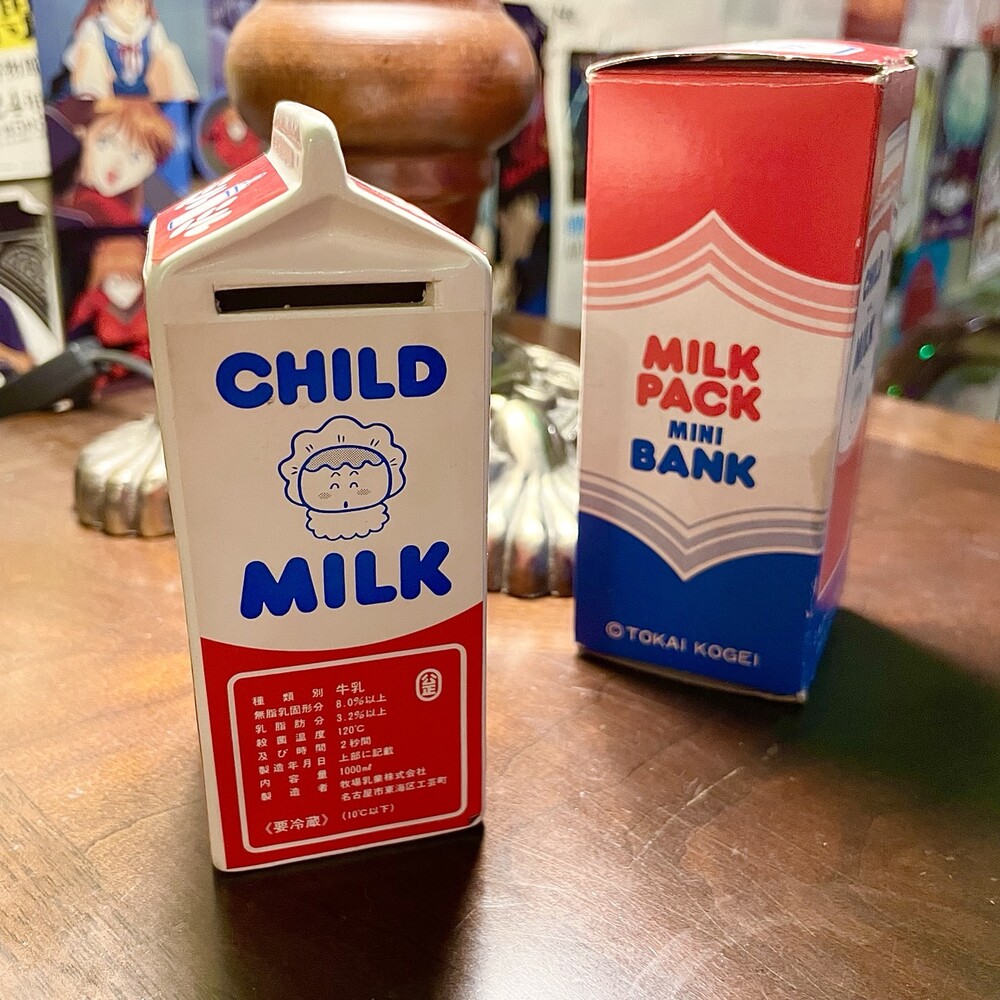 CHILD
MILK
種類別 牛乳
無脂乳固形分 8.0%以上
乳脂肪分 3.2%以上
殺菌温度 120℃
及び時間 2秒間
製造年月日 上部に記載
内容量 1000㎖
製造者 牧場乳業株式会社
名古屋市東海区工芸町
《要冷蔵》 (10℃以下)
公正
MILK
PACK
MINI
BANK
©TOKAI KOGEI